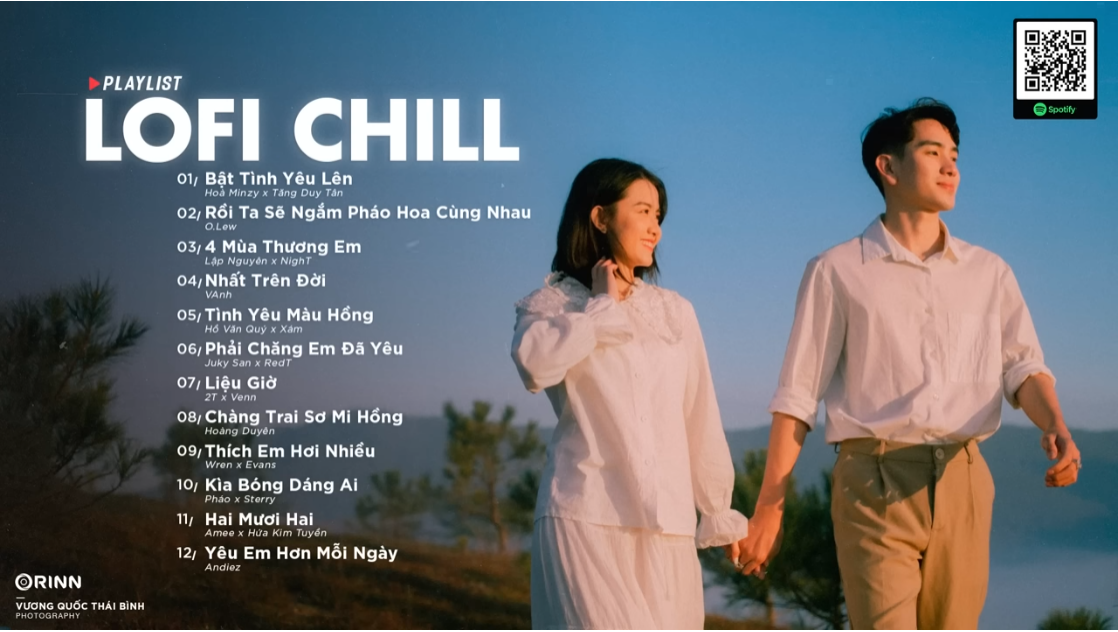 PLAYLIST
LOFI CHILL
01/ Bật Tình Yêu Lên
Hoà Minzy x Tăng Duy Tân
02/ Rồi Ta Sẽ Ngắm Pháo Hoa Cùng Nhau
O.Lew
03/ 4 Mùa Thương Em
Lập Nguyên x NighT
04/ Nhất Trên Đời
VAnh
05/ Tình Yêu Màu Hồng
Hồ Văn Quý x Xám
06/ Phải Chăng Em Đã Yêu
Juky San x RedT
07/ Liệu Giờ
2T x Venn
08/ Chàng Trai Sơ Mi Hồng
Hoàng Duyên
09/ Thích Em Hơi Nhiều
Wren x Evans
10/ Kìa Bóng Dáng Ai
Pháo x Sterry
11/ Hai Mươi Hai
Amee x Hứa Kim Tuyền
12/ Yêu Em Hơn Mỗi Ngày
Andiez
Spotify
ORINN
VƯƠNG QUỐC THÁI BÌNH
PHOTOGRAPHY